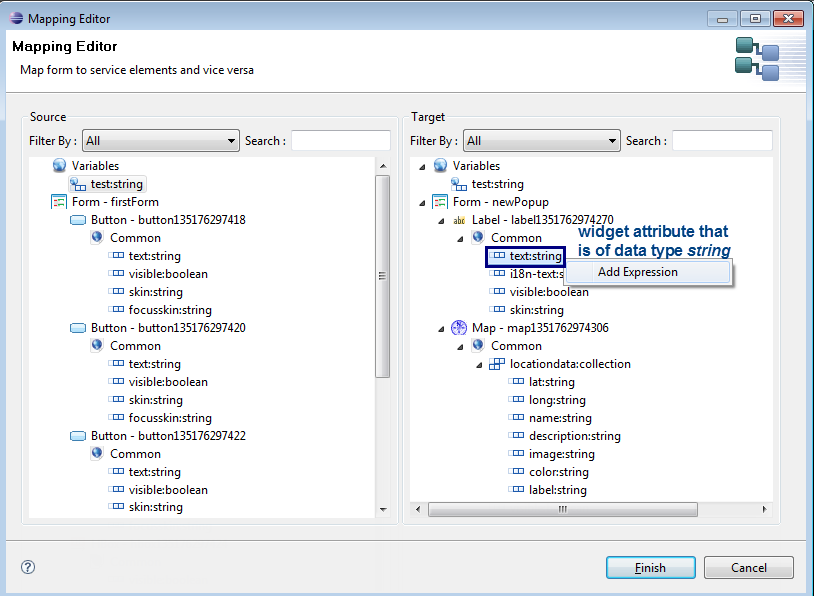 Mapping Editor
Mapping Editor
Map form to service elements and vice versa
Source
Filter By : All Search :
Variables
test:string
Form - firstForm
Button - button135176297418
Common
text:string
visible:boolean
skin:string
focusskin:string
Button - button135176297420
Common
text:string
visible:boolean
skin:string
focusskin:string
Button - button135176297422
Common
text:string
visible:boolean
skin:string
Target
Filter By : All Search :
Variables
test:string
Form - newPopup
Label - label1351762974270
Common
text:string
i18n-text:s
visible:boolean
skin:string
widget attribute that
is of data type string
Add Expression
Map - map1351762974306
Common
locationdata:collection
lat:string
long:string
name:string
description:string
image:string
color:string
label:string
Finish
Cancel